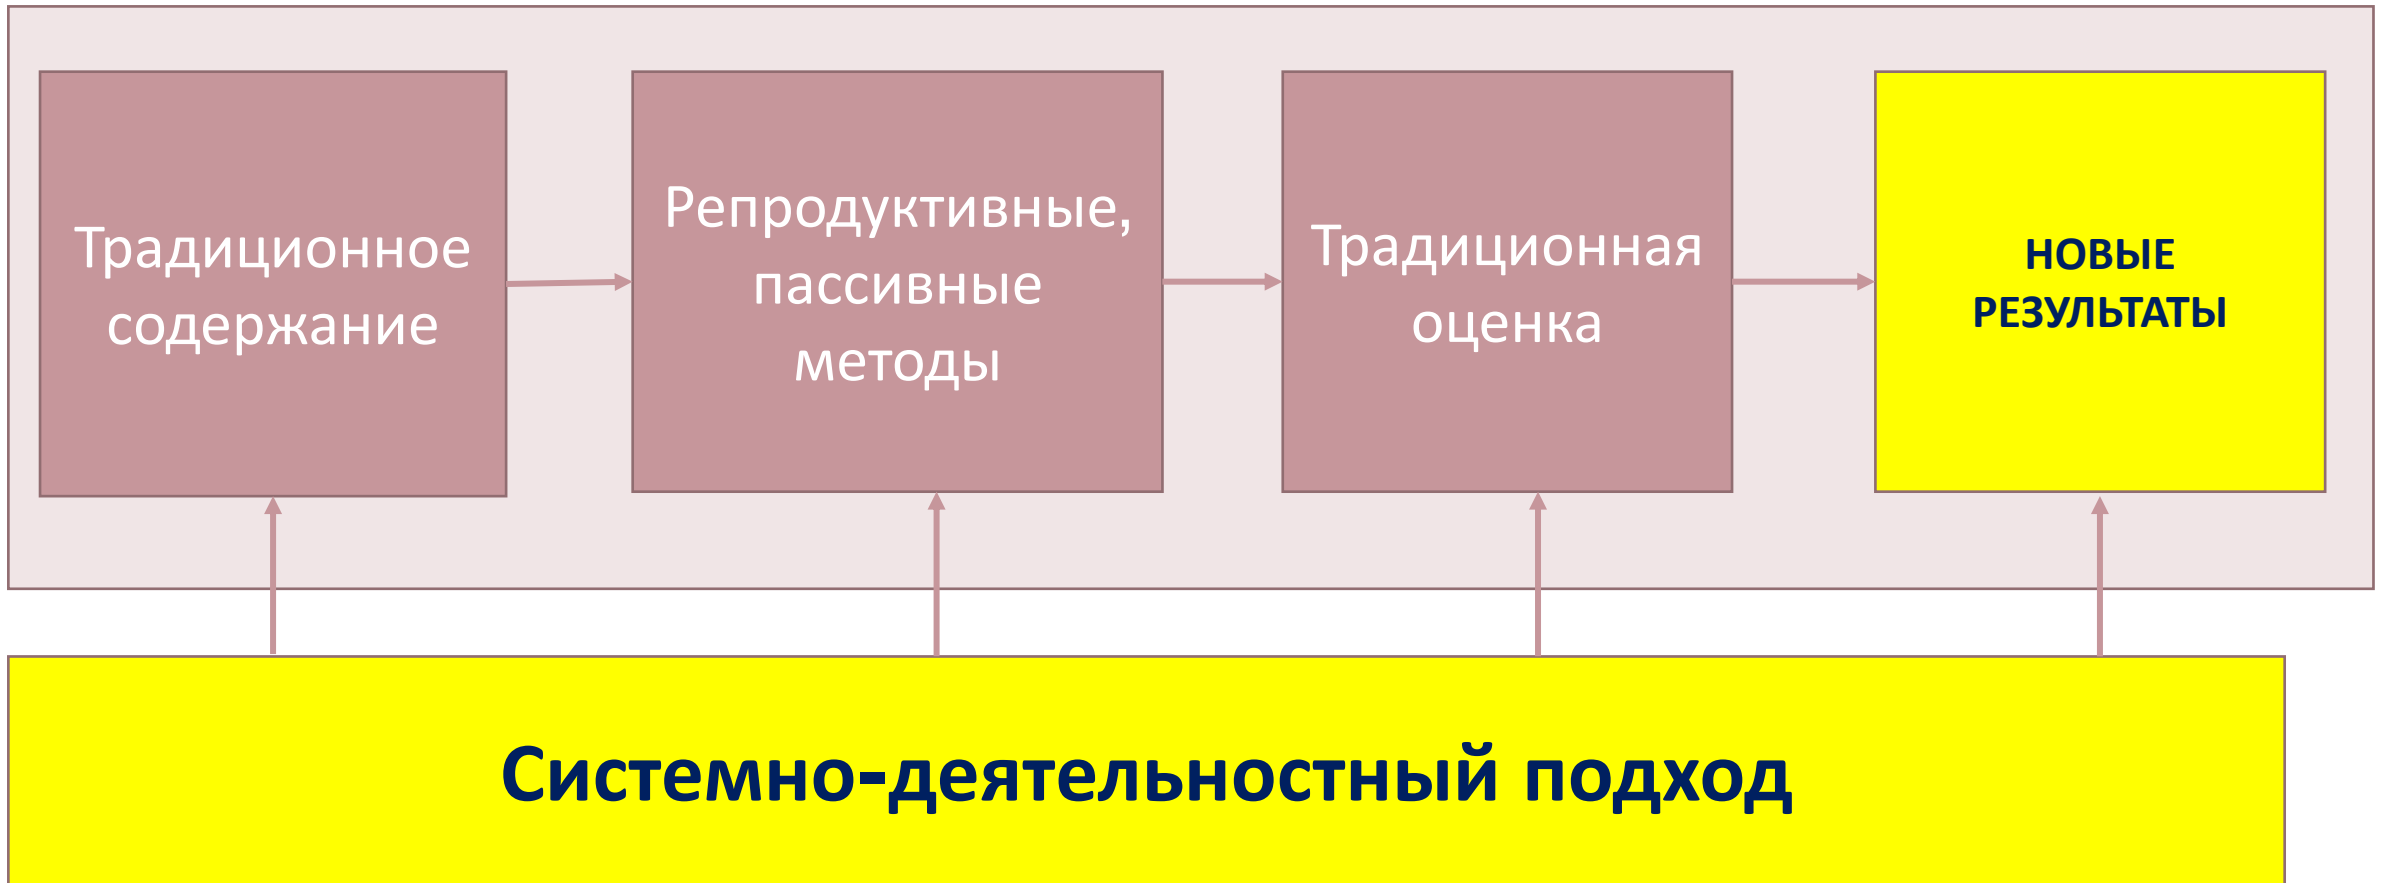 Традиционное
содержание
Репродуктивные,
пассивные
методы
Традиционная
оценка
НОВЫЕ
РЕЗУЛЬТАТЫ
Системно-деятельностный подход